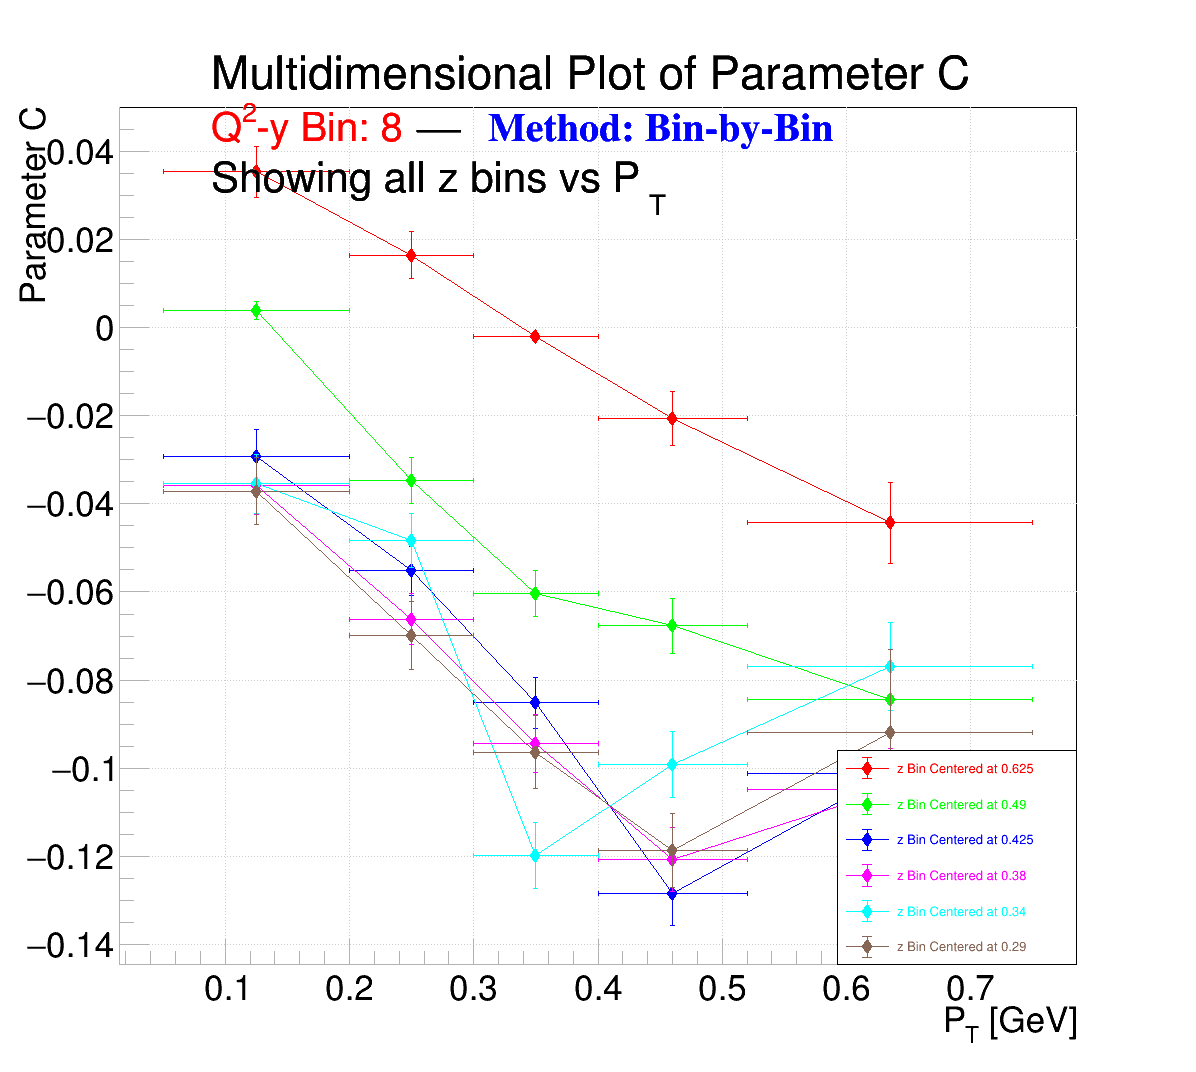 Multidimensional Plot of Parameter C
Q²-y Bin: 8 — Method: Bin-by-Bin
Showing all z bins vs P_T
Parameter C
0.04
0.02
0
−0.02
−0.04
−0.06
−0.08
−0.1
−0.12
−0.14
z Bin Centered at 0.625
z Bin Centered at 0.49
z Bin Centered at 0.425
z Bin Centered at 0.38
z Bin Centered at 0.34
z Bin Centered at 0.29
0.1 0.2 0.3 0.4 0.5 0.6 0.7
P_T [GeV]